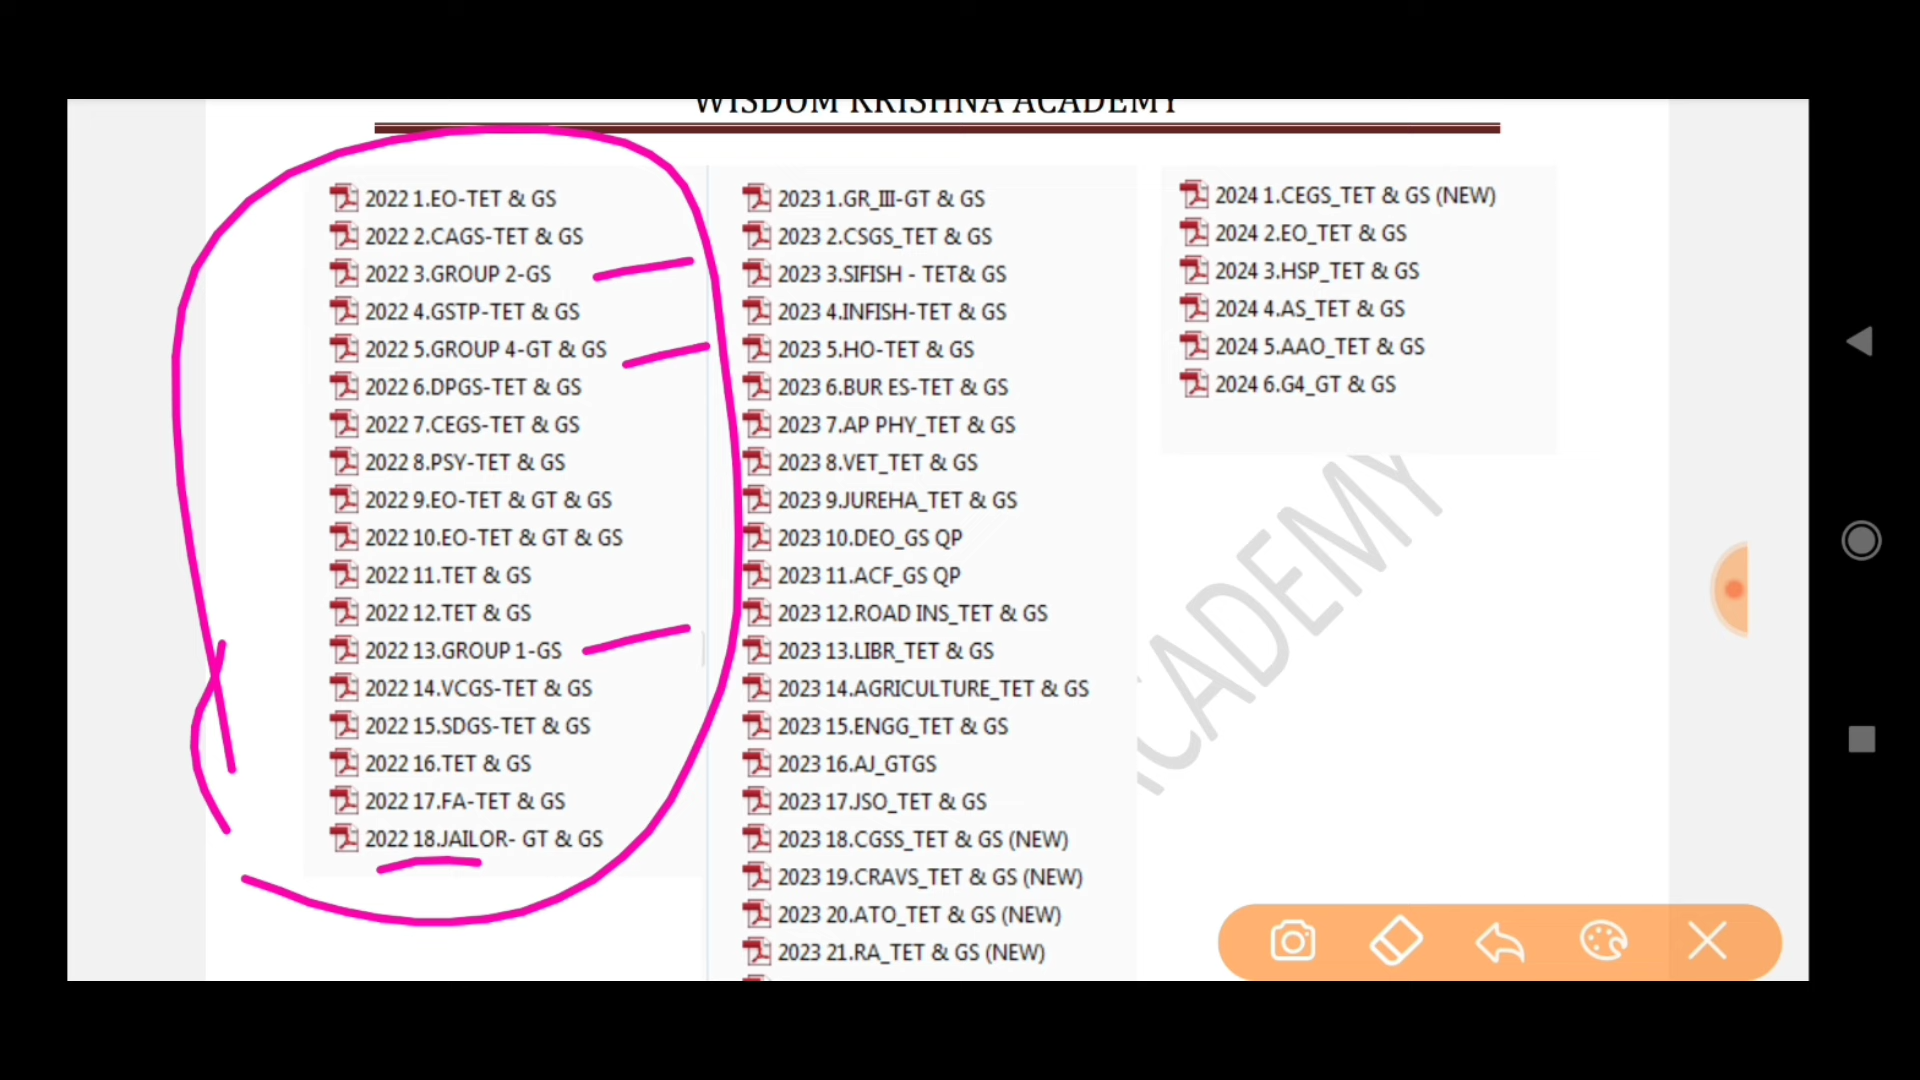 WISDOM KRISHNA ACADEMY
2022 1.EO-TET & GS
2022 2.CAGS-TET & GS
2022 3.GROUP 2-GS
2022 4.GSTP-TET & GS
2022 5.GROUP 4-GT & GS
2022 6.DPGS-TET & GS
2022 7.CEGS-TET & GS
2022 8.PSY-TET & GS
2022 9.EO-TET & GT & GS
2022 10.EO-TET & GT & GS
2022 11.TET & GS
2022 12.TET & GS
2022 13.GROUP 1-GS
2022 14.VCGS-TET & GS
2022 15.SDGS-TET & GS
2022 16.TET & GS
2022 17.FA-TET & GS
2022 18.JAILOR- GT & GS
2023 1.GR_III-GT & GS
2023 2.CSGS_TET & GS
2023 3.SIFISH - TET& GS
2023 4.INFISH-TET & GS
2023 5.HO-TET & GS
2023 6.BUR ES-TET & GS
2023 7.AP PHY_TET & GS
2023 8.VET_TET & GS
2023 9.JUREHA_TET & GS
2023 10.DEO_GS QP
2023 11.ACF_GS QP
2023 12.ROAD INS_TET & GS
2023 13.LIBR_TET & GS
2023 14.AGRICULTURE_TET & GS
2023 15.ENGG_TET & GS
2023 16.AJ_GTGS
2023 17.JSO_TET & GS
2023 18.CGSS_TET & GS (NEW)
2023 19.CRAVS_TET & GS (NEW)
2023 20.ATO_TET & GS (NEW)
2023 21.RA_TET & GS (NEW)
2024 1.CEGS_TET & GS (NEW)
2024 2.EO_TET & GS
2024 3.HSP_TET & GS
2024 4.AS_TET & GS
2024 5.AAO_TET & GS
2024 6.G4_GT & GS
ACADEMY